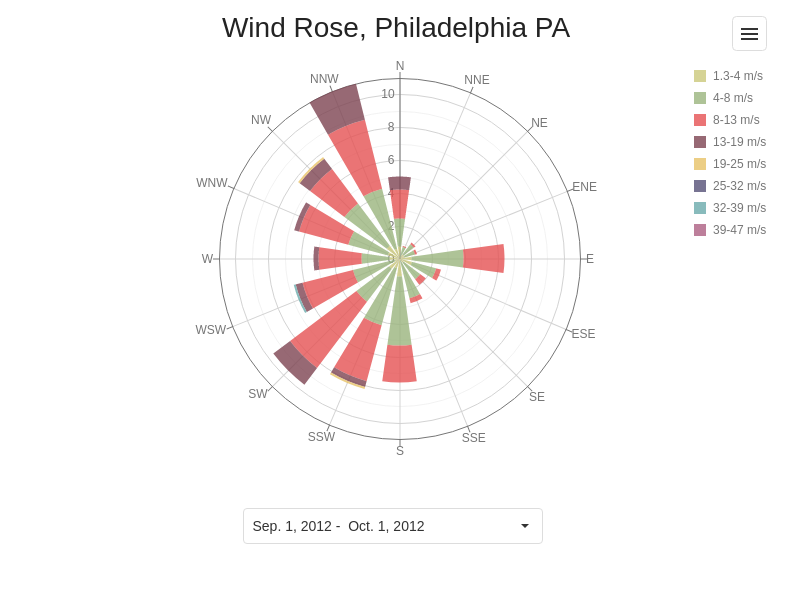 Wind Rose, Philadelphia PA
N
NNE
NE
ENE
E
ESE
SE
SSE
S
SSW
SW
WSW
W
WNW
NW
NNW
10
8
6
4
2
0
1.3-4 m/s
4-8 m/s
8-13 m/s
13-19 m/s
19-25 m/s
25-32 m/s
32-39 m/s
39-47 m/s
Sep. 1, 2012 - Oct. 1, 2012